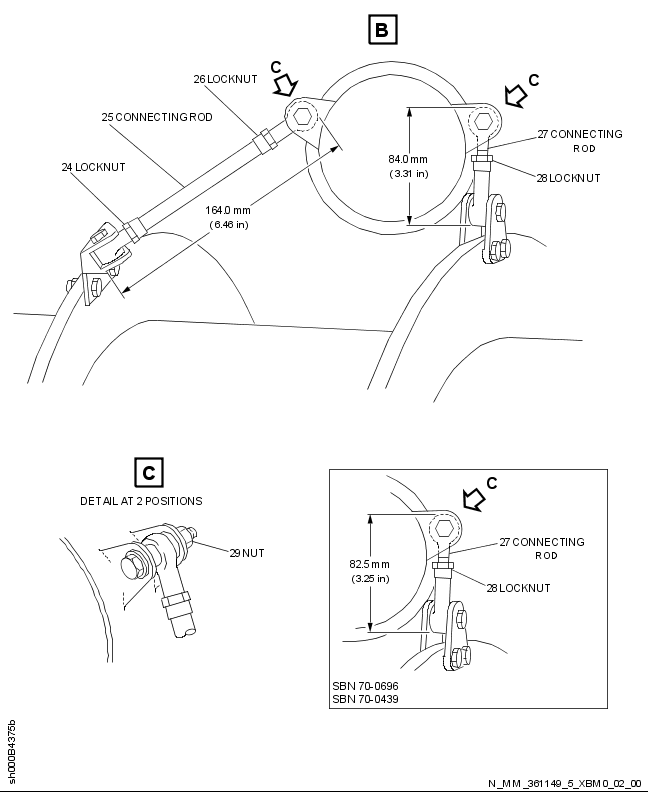 B
C
C
26 LOCKNUT
25 CONNECTING ROD
27 CONNECTING
ROD
84.0 mm
(3.31 in)
24 LOCKNUT
28 LOCKNUT
164.0 mm
(6.46 in)
C
DETAIL AT 2 POSITIONS
29 NUT
C
27 CONNECTING
ROD
82.5 mm
(3.25 in)
28 LOCKNUT
SBN 70-0696
SBN 70-0439
sh000B4375b
N_MM_361149_5_XBM0_02_00